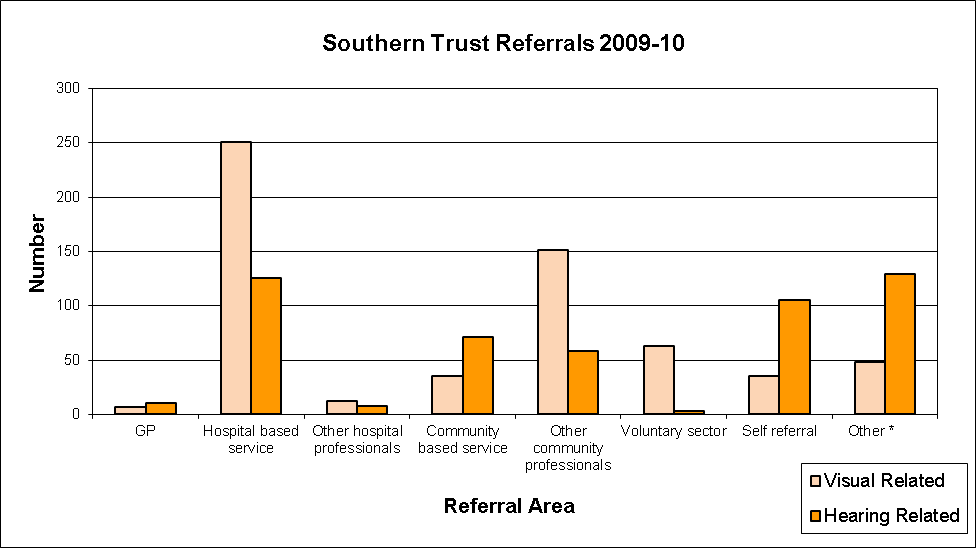 Southern Trust Referrals 2009-10
300
250
200
150
100
50
0
Number
GP
Hospital based
service
Other hospital
professionals
Community
based service
Other
community
professionals
Voluntary sector
Self referral
Other *
Referral Area
Visual Related
Hearing Related